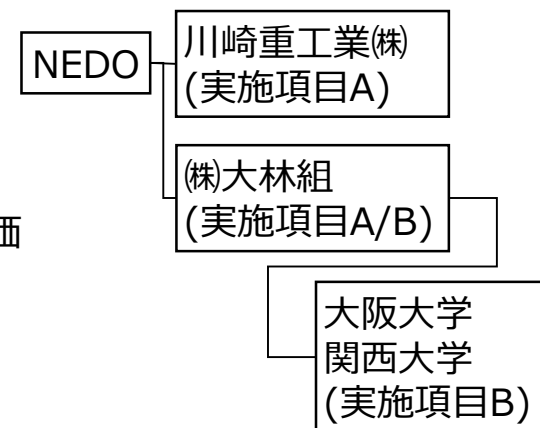 NEDO
川崎重工業㈱
(実施項目A)
㈱大林組
(実施項目A/B)
価
大阪大学
関西大学
(実施項目B)